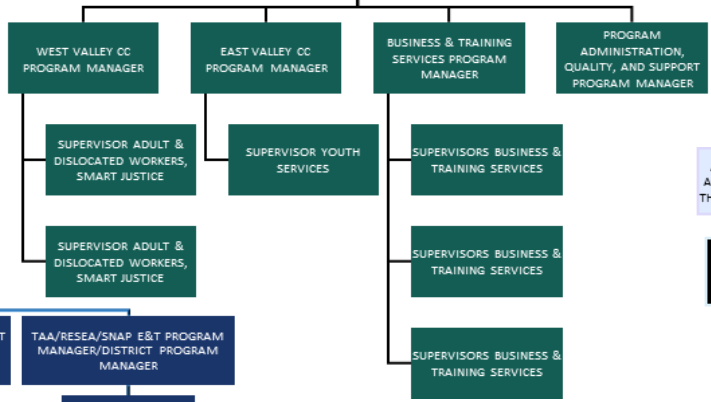 WEST VALLEY CC
PROGRAM MANAGER
EAST VALLEY CC
PROGRAM MANAGER
BUSINESS & TRAINING
SERVICES PROGRAM
MANAGER
PROGRAM
ADMINISTRATION,
QUALITY, AND SUPPORT
PROGRAM MANAGER
SUPERVISOR ADULT &
DISLOCATED WORKERS,
SMART JUSTICE
SUPERVISOR YOUTH
SERVICES
SUPERVISORS BUSINESS &
TRAINING SERVICES
SUPERVISOR ADULT &
DISLOCATED WORKERS,
SMART JUSTICE
SUPERVISORS BUSINESS &
TRAINING SERVICES
TAA/RESEA/SNAP E&T PROGRAM
MANAGER/DISTRICT PROGRAM
MANAGER
SUPERVISORS BUSINESS &
TRAINING SERVICES